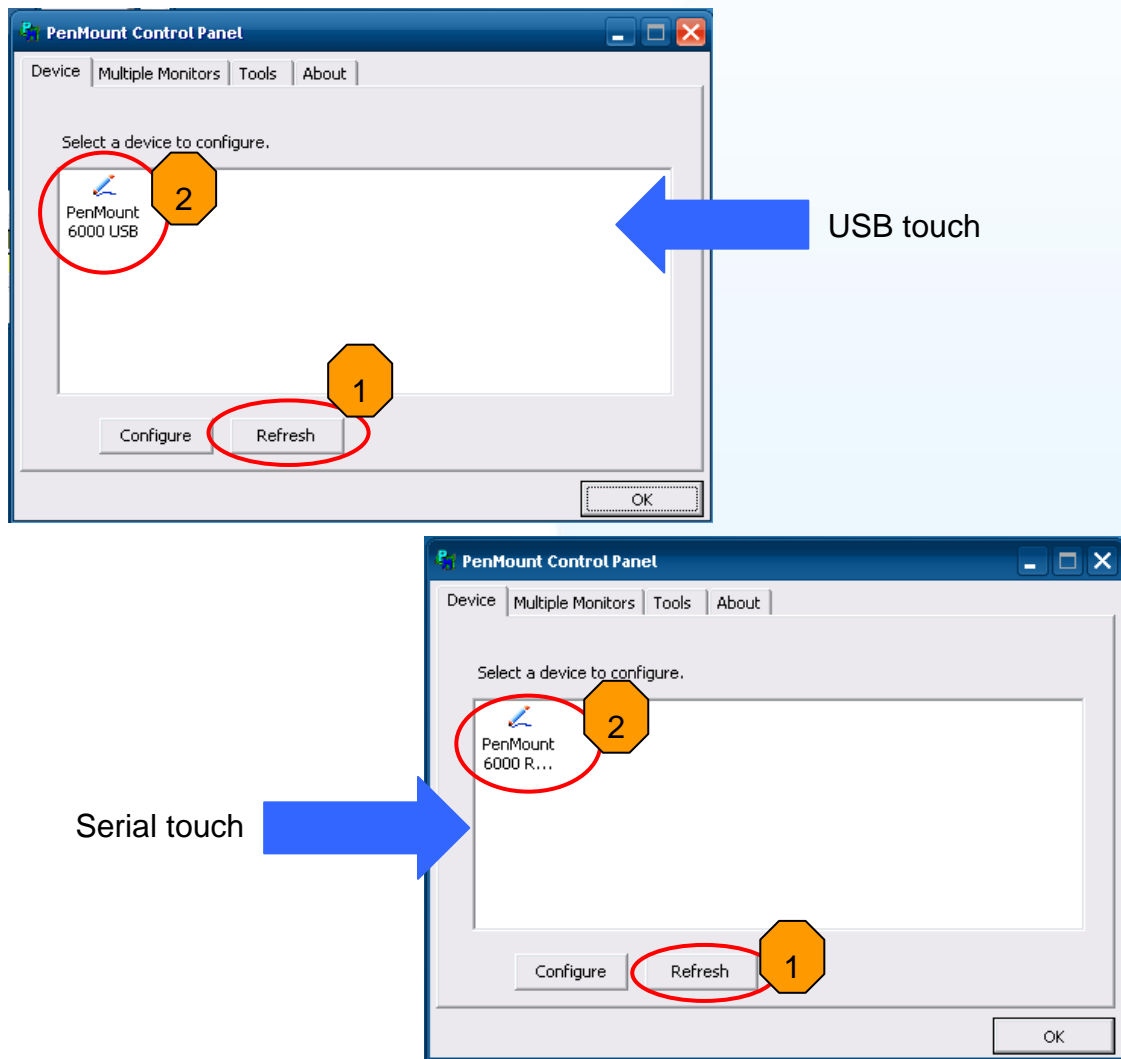 PenMount Control Panel
Device Multiple Monitors Tools About
Select a device to configure.
2
PenMount
6000 USB
USB touch
1
Configure Refresh
OK
PenMount Control Panel
Device Multiple Monitors Tools About
Select a device to configure.
2
PenMount
6000 R...
Serial touch
Configure Refresh
1
OK